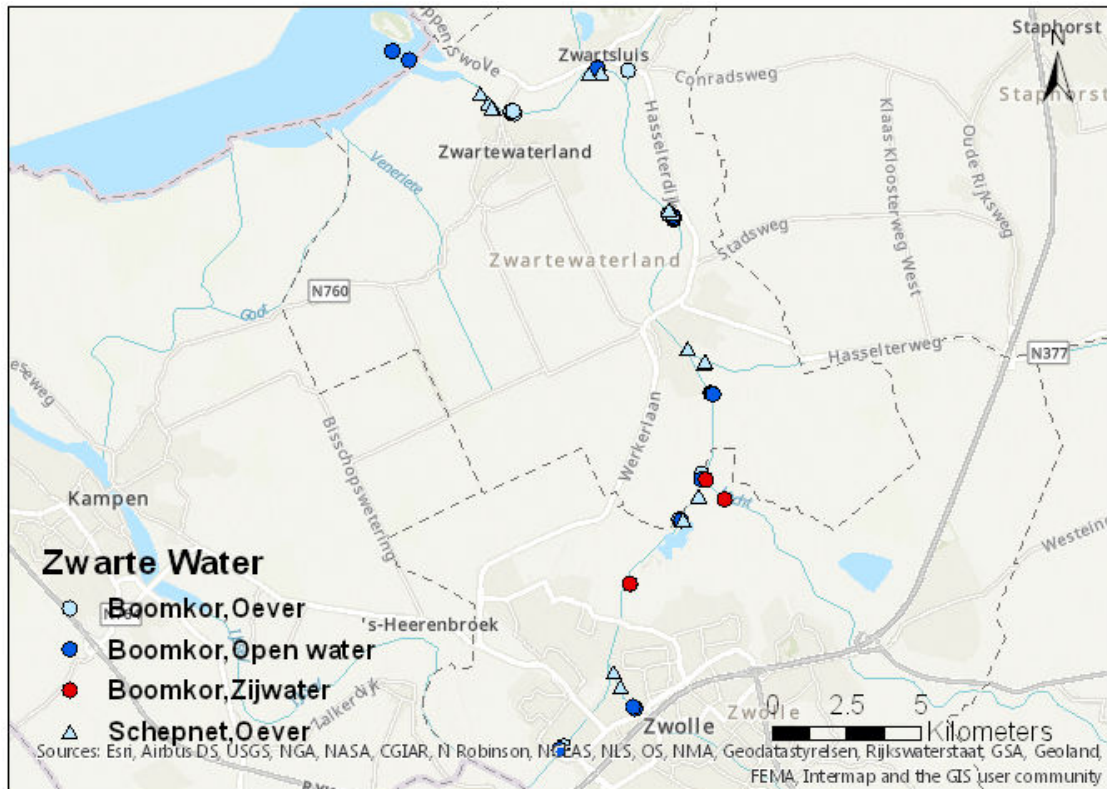 Staphorst
N
Zwartsluis
Conradsweg
Staphorst
Hasselterdijk
Klaas Kloosterweg West
Oude Rijksweg
Zwartewaterland
Veneriete
Stadsweg
Zwartewaterland
N760
Goot
Hasselterweg
N377
Werkerlaan
Bisschopswetering
Kampen
Westeinde
Zwarte Water
Boomkor,Oever
's-Heerenbroek
Boomkor,Open water
Boomkor,Zijwater
Schepnet,Oever
Zalkerdijk
0 2.5 5
Kilometers
Zwolle
Zwolle
Sources: Esri, Airbus DS, USGS, NGA, NASA, CGIAR, N Robinson, NCEAS, NLS, OS, NMA, Geodatastyrelsen, Rijkswaterstaat, GSA, Geoland,
FEMA, Intermap and the GIS user community